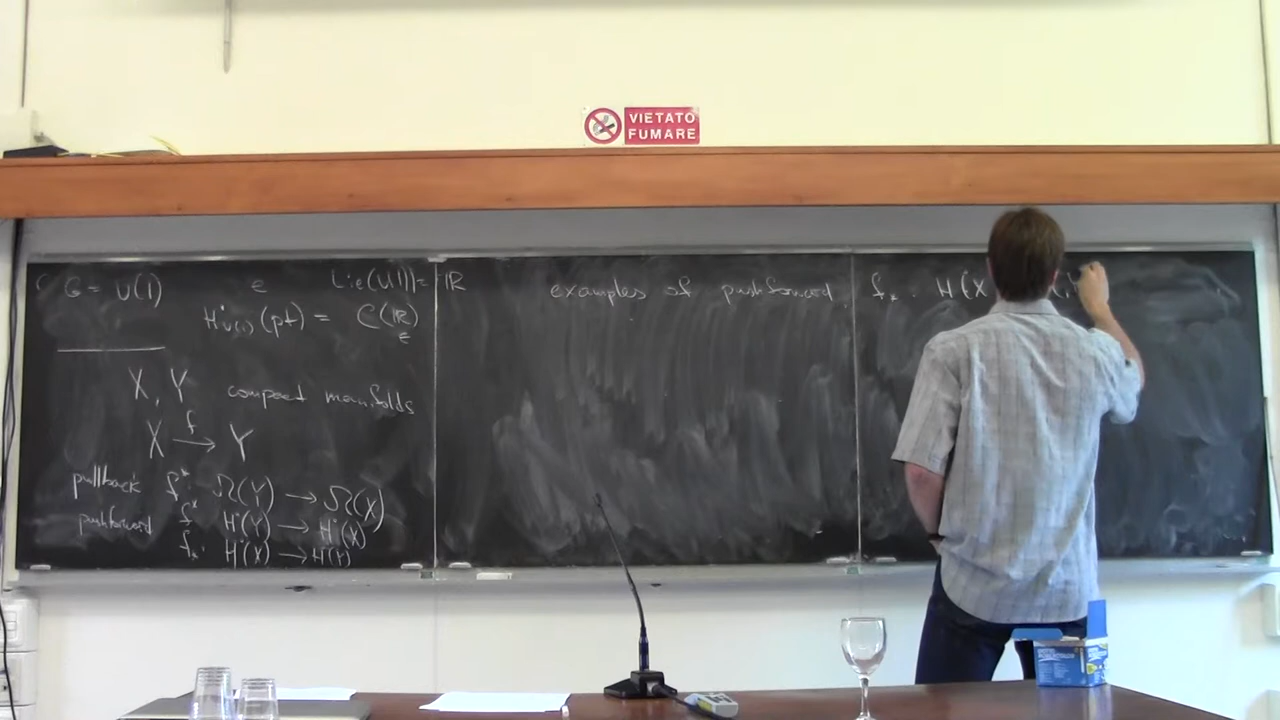 VIETATO
FUMARE
G = U(1) e Lie(U(1)) = ℝ
H•U(1)(pt) = ℂ(ℝ)
e
X, Y compact manifolds
X →f Y
pullback f* Ω•(Y) → Ω•(X)
f* H•(Y) → H•(X)
pushforward
f*: H•(X) → H•(Y)
examples of pushforward
f*: H(X